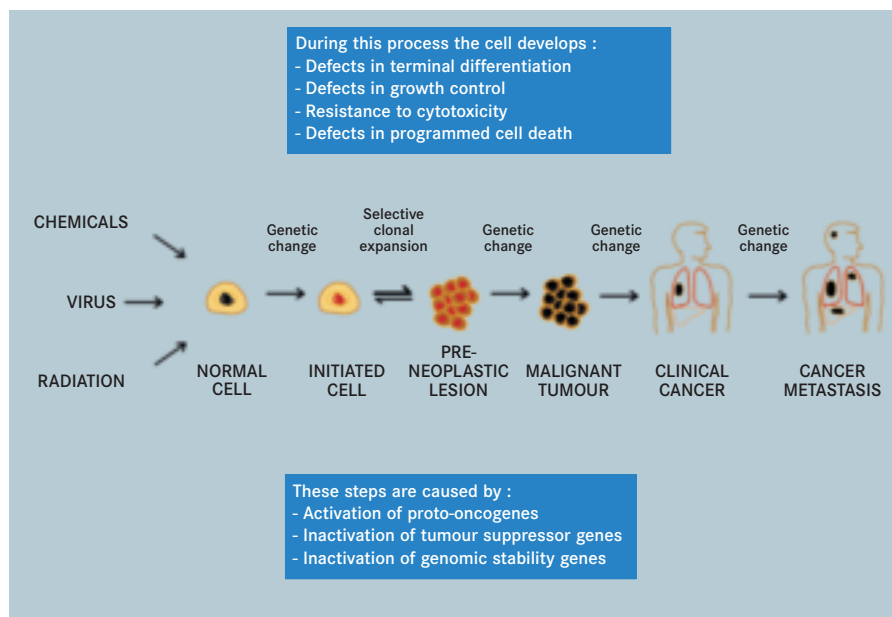 During this process the cell develops :
- Defects in terminal differentiation
- Defects in growth control
- Resistance to cytotoxicity
- Defects in programmed cell death
CHEMICALS
VIRUS
RADIATION
Genetic
change
Selective
clonal
expansion
Genetic
change
Genetic
change
Genetic
change
NORMAL
CELL
INITIATED
CELL
PRE-
NEOPLASTIC
LESION
MALIGNANT
TUMOUR
CLINICAL
CANCER
CANCER
METASTASIS
These steps are caused by :
- Activation of proto-oncogenes
- Inactivation of tumour suppressor genes
- Inactivation of genomic stability genes